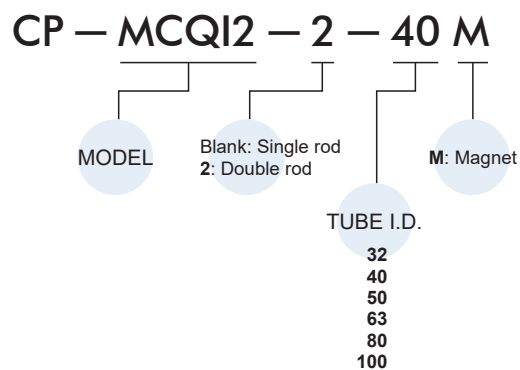 CP — MCQI2 — 2 — 40 M
MODEL
Blank: Single rod
2: Double rod
TUBE I.D.
32
40
50
63
80
100
M: Magnet